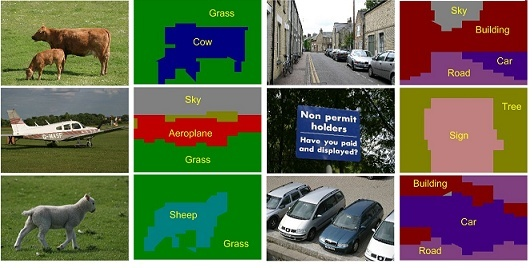 Grass
Cow
Sky
Building
Car
Road
G-MASF
Sky
Aeroplane
Grass
Non permit
holders
Have you paid
and displayed?
Tree
Sign
Sheep
Grass
Building
Car
Road